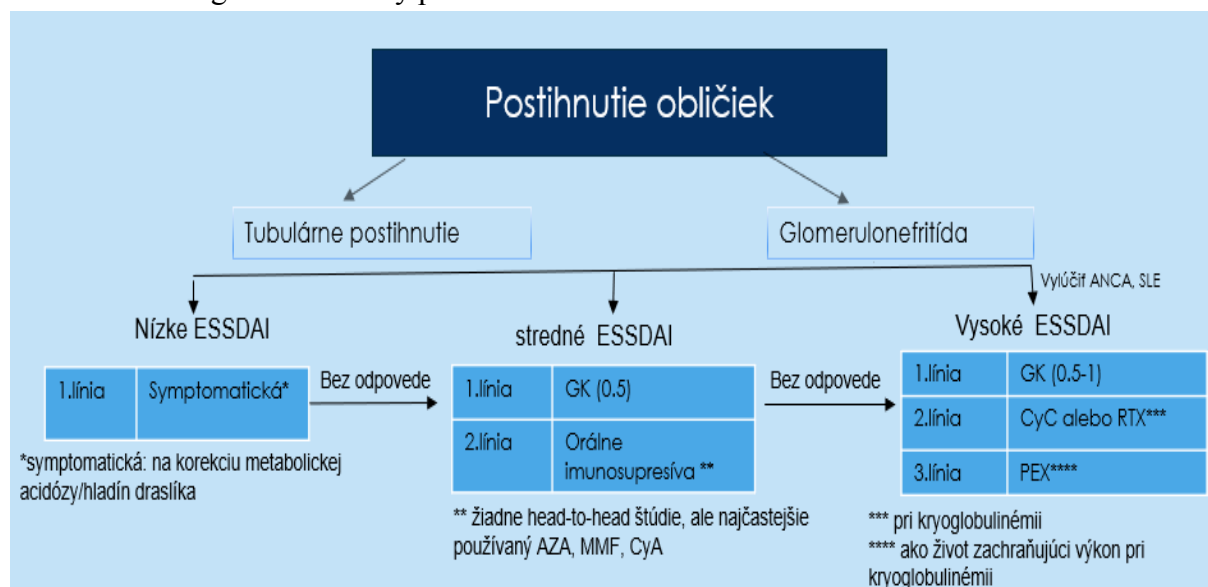 Postihnutie obličiek
Tubulárne postihnutie
Glomerulonefritída
Vylúčiť ANCA, SLE
Nízke ESSDAI
1.línia Symptomatická*
*symptomatická: na korekciu metabolickej
acidózy/hladín draslíka
Bez odpovede
stredné ESSDAI
1.línia GK (0.5)
2.línia Orálne
imunosupresíva **
** žiadne head-to-head štúdie, ale najčastejšie
používaný AZA, MMF, CyA
Bez odpovede
Vysoké ESSDAI
1.línia GK (0.5-1)
2.línia CyC alebo RTX***
3.línia PEX****
*** pri kryoglobulinémii
**** ako život zachraňujúci výkon pri
kryoglobulinémii